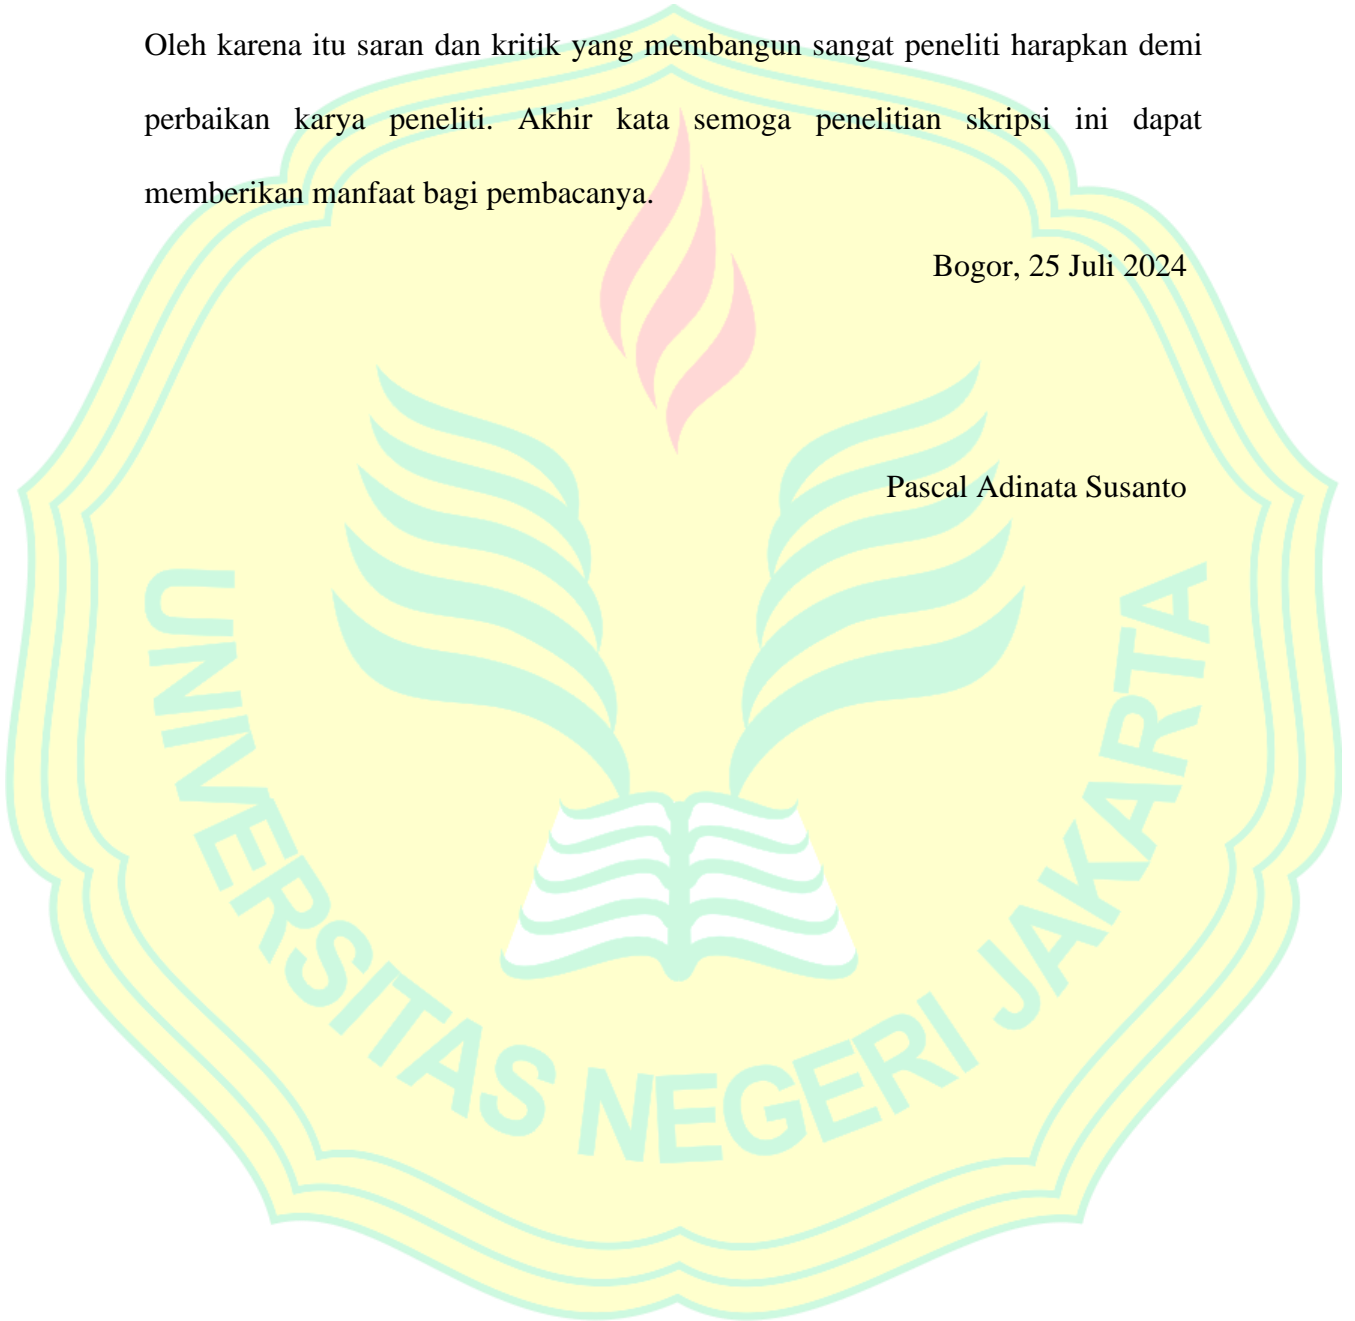 Oleh karena itu saran dan kritik yang membangun sangat peneliti harapkan demi
perbaikan karya peneliti. Akhir kata semoga penelitian skripsi ini dapat
memberikan manfaat bagi pembacanya.
Bogor, 25 Juli 2024
Pascal Adinata Susanto
UNIVERSITAS NEGERI JAKARTA